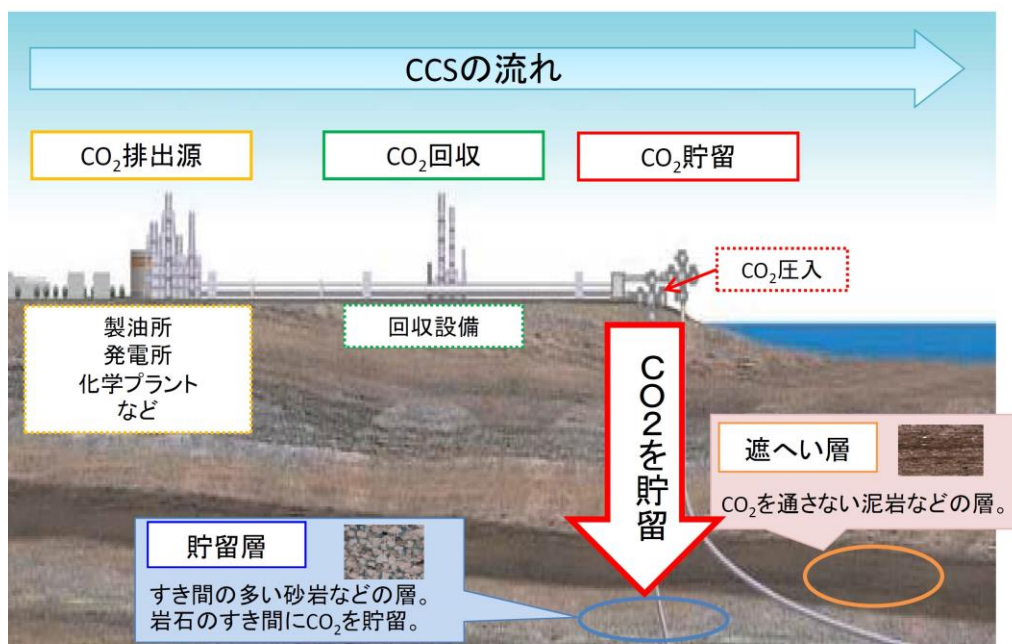 CCSの流れ
CO₂排出源
CO₂回収
CO₂貯留
CO₂圧入
製油所
発電所
化学プラント
など
回収設備
CO2を貯留
遮へい層
CO₂を通さない泥岩などの層。
貯留層
すき間の多い砂岩などの層。
岩石のすき間にCO₂を貯留。